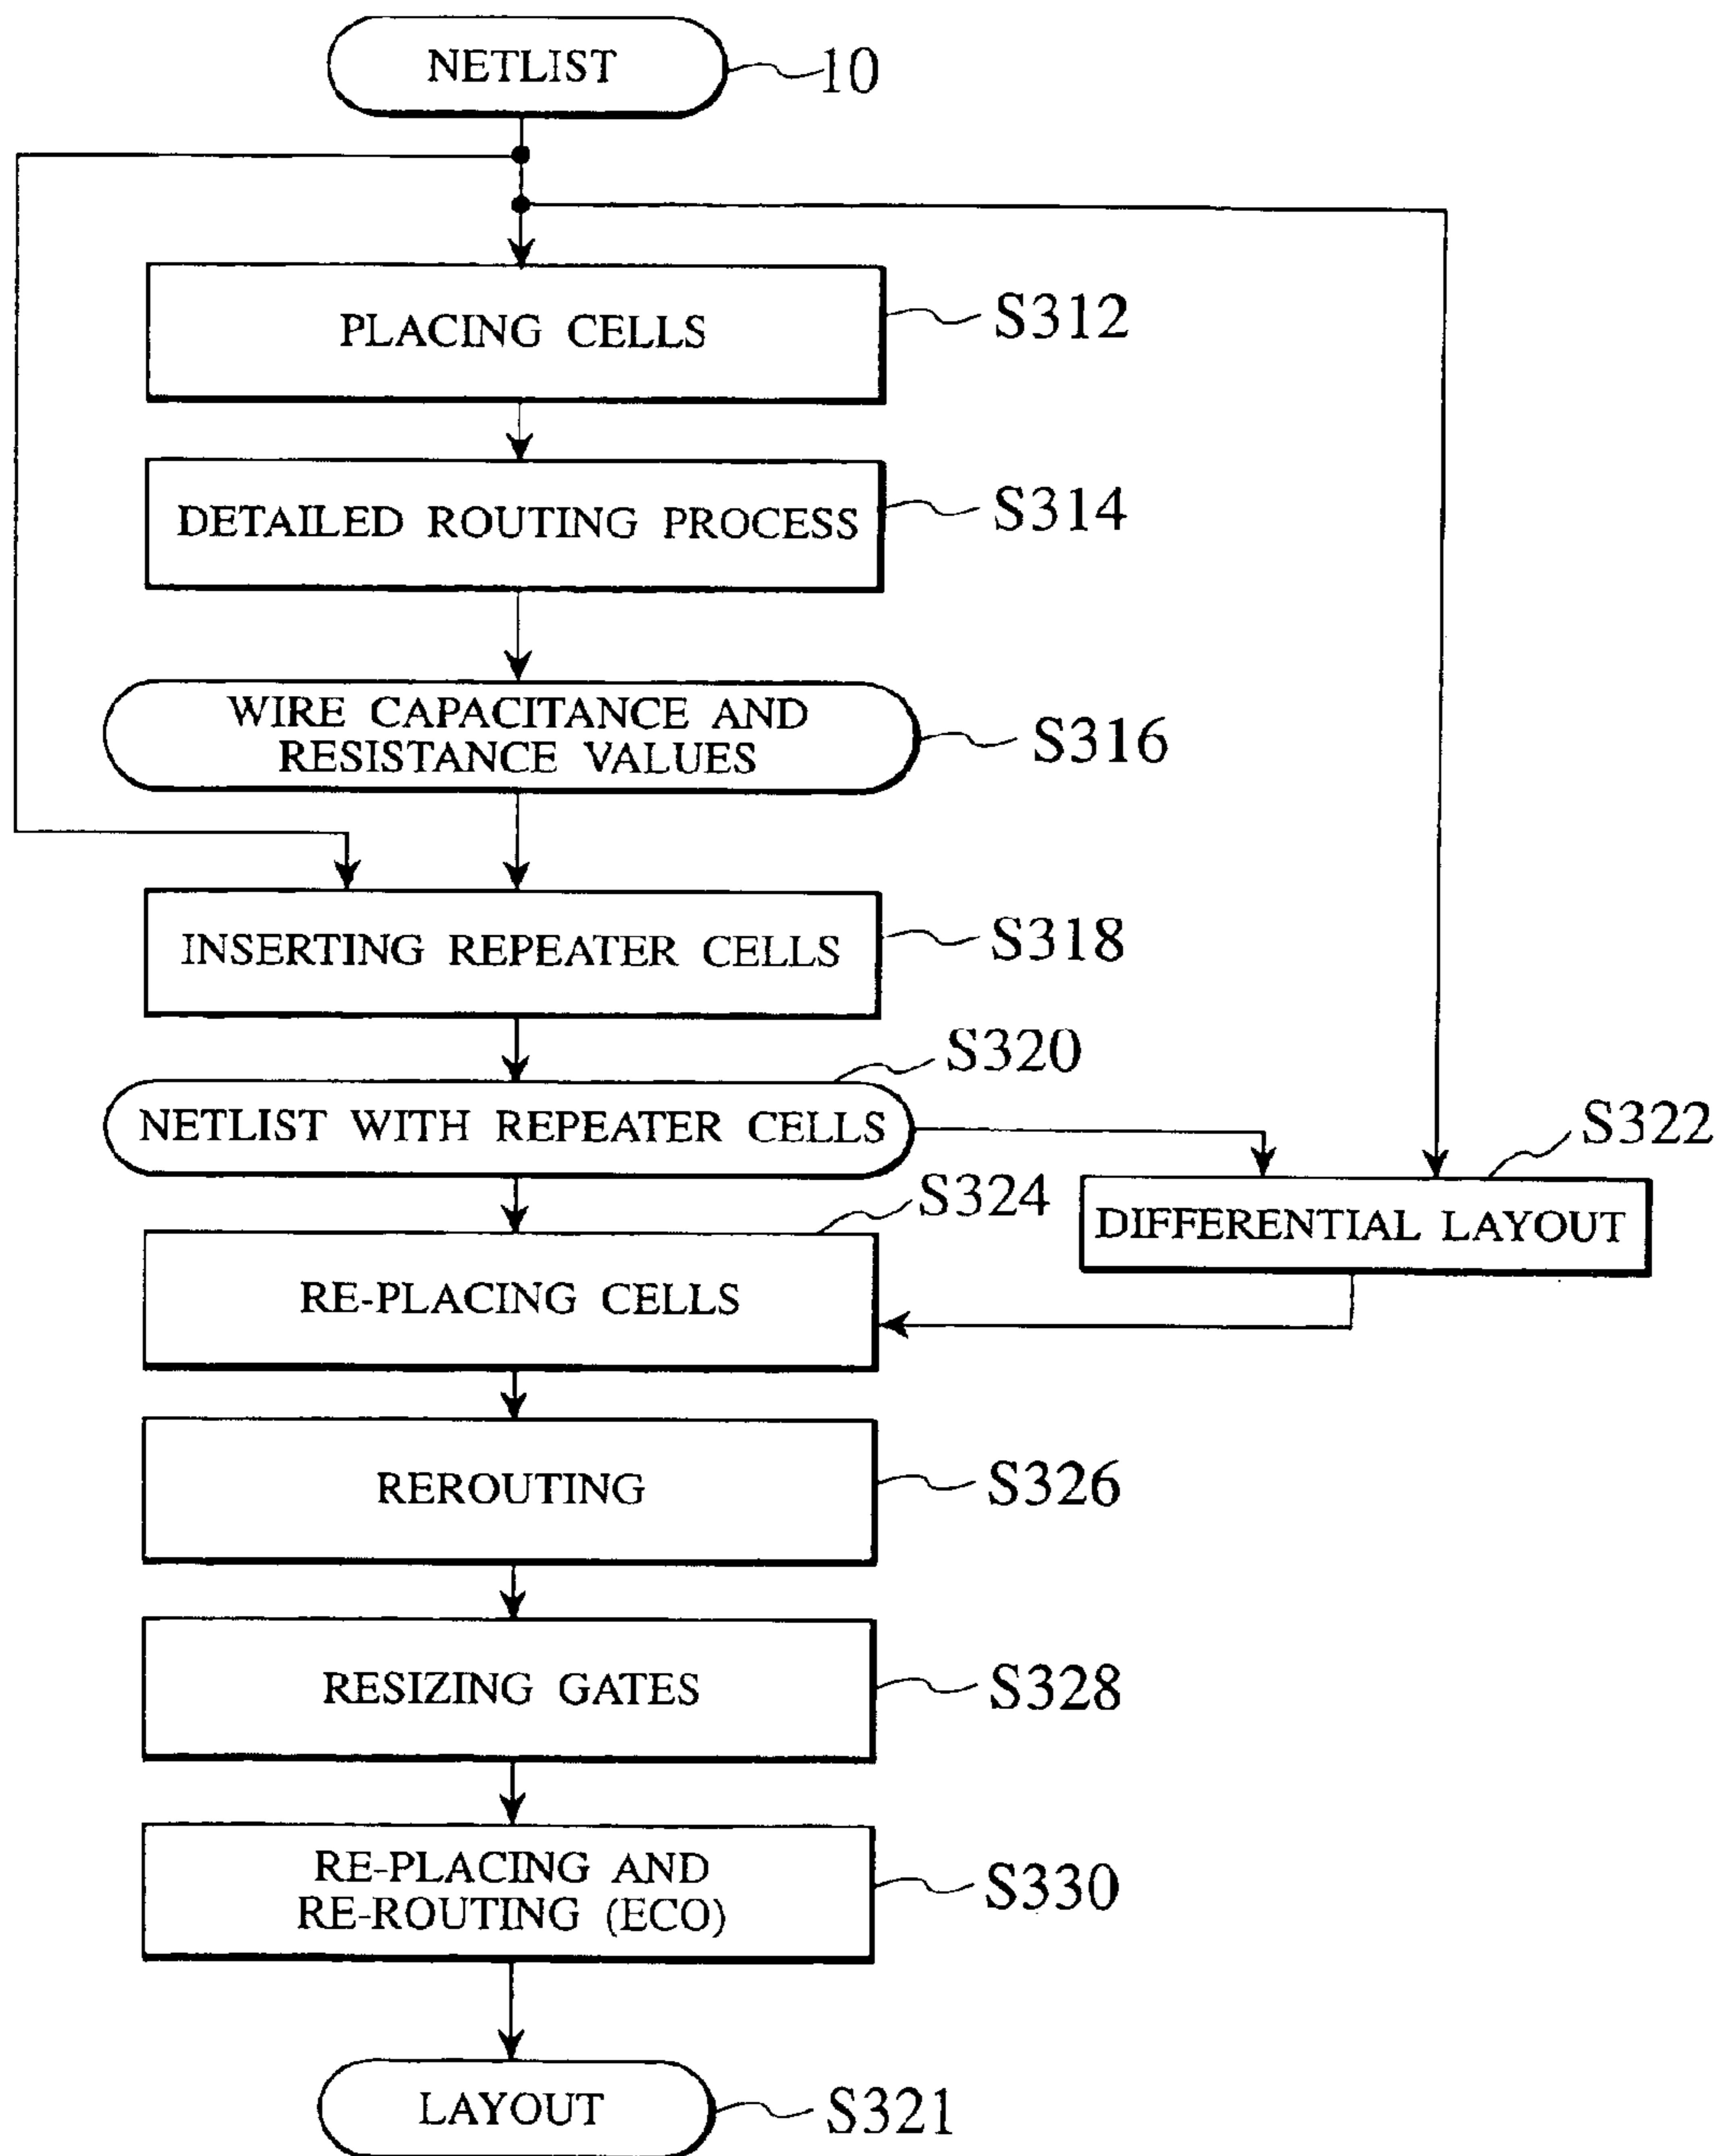 NETLIST
10
PLACING CELLS
S312
DETAILED ROUTING PROCESS
S314
WIRE CAPACITANCE AND
RESISTANCE VALUES
S316
INSERTING REPEATER CELLS
S318
S320
NETLIST WITH REPEATER CELLS
S322
S324
DIFFERENTIAL LAYOUT
RE-PLACING CELLS
REROUTING
S326
RESIZING GATES
S328
RE-PLACING AND
RE-ROUTING (ECO)
S330
LAYOUT
S321